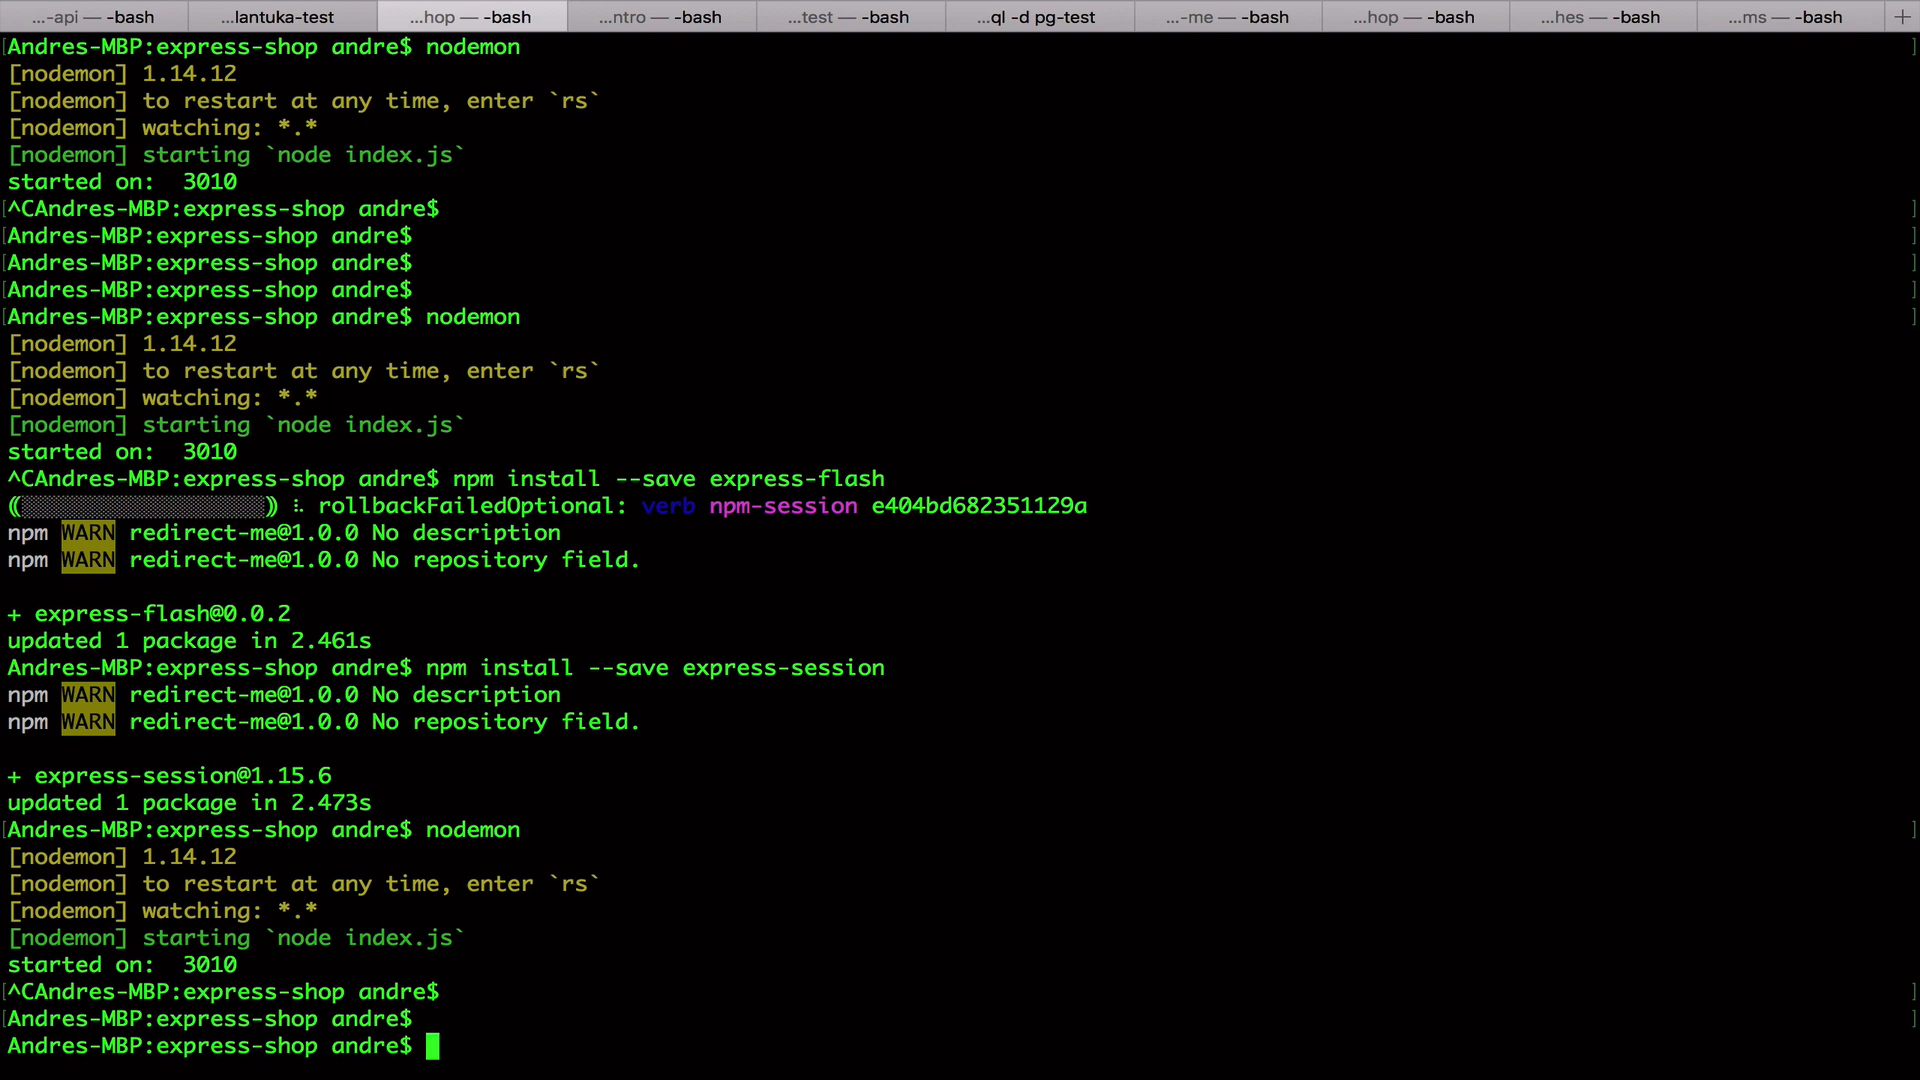 ...-api — -bash ...lantuka-test ...hop — -bash ...ntro — -bash ...test — -bash ...ql -d pg-test ...-me — -bash ...hop — -bash ...hes — -bash ...ms — -bash +
[Andres-MBP:express-shop andre$ nodemon ]
[nodemon] 1.14.12
[nodemon] to restart at any time, enter `rs`
[nodemon] watching: *.*
[nodemon] starting `node index.js`
started on:  3010
[^CAndres-MBP:express-shop andre$ ]
[Andres-MBP:express-shop andre$ ]
[Andres-MBP:express-shop andre$ ]
[Andres-MBP:express-shop andre$ ]
[Andres-MBP:express-shop andre$ nodemon ]
[nodemon] 1.14.12
[nodemon] to restart at any time, enter `rs`
[nodemon] watching: *.*
[nodemon] starting `node index.js`
started on:  3010
^CAndres-MBP:express-shop andre$ npm install --save express-flash
(░░░░░░░░░░░░░░░░░░) ⠧ rollbackFailedOptional: verb npm-session e404bd682351129a
npm WARN redirect-me@1.0.0 No description
npm WARN redirect-me@1.0.0 No repository field.
+ express-flash@0.0.2
updated 1 package in 2.461s
Andres-MBP:express-shop andre$ npm install --save express-session
npm WARN redirect-me@1.0.0 No description
npm WARN redirect-me@1.0.0 No repository field.
+ express-session@1.15.6
updated 1 package in 2.473s
[Andres-MBP:express-shop andre$ nodemon ]
[nodemon] 1.14.12
[nodemon] to restart at any time, enter `rs`
[nodemon] watching: *.*
[nodemon] starting `node index.js`
started on:  3010
[^CAndres-MBP:express-shop andre$ ]
[Andres-MBP:express-shop andre$ ]
Andres-MBP:express-shop andre$